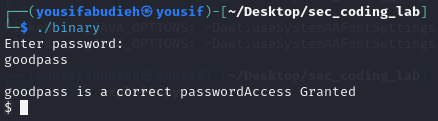 ┌──(yousifabudieh㉿yousif)-[~/Desktop/sec_coding_lab]
└─$ ./binary
Enter password:
goodpass
goodpass is a correct passwordAccess Granted
$